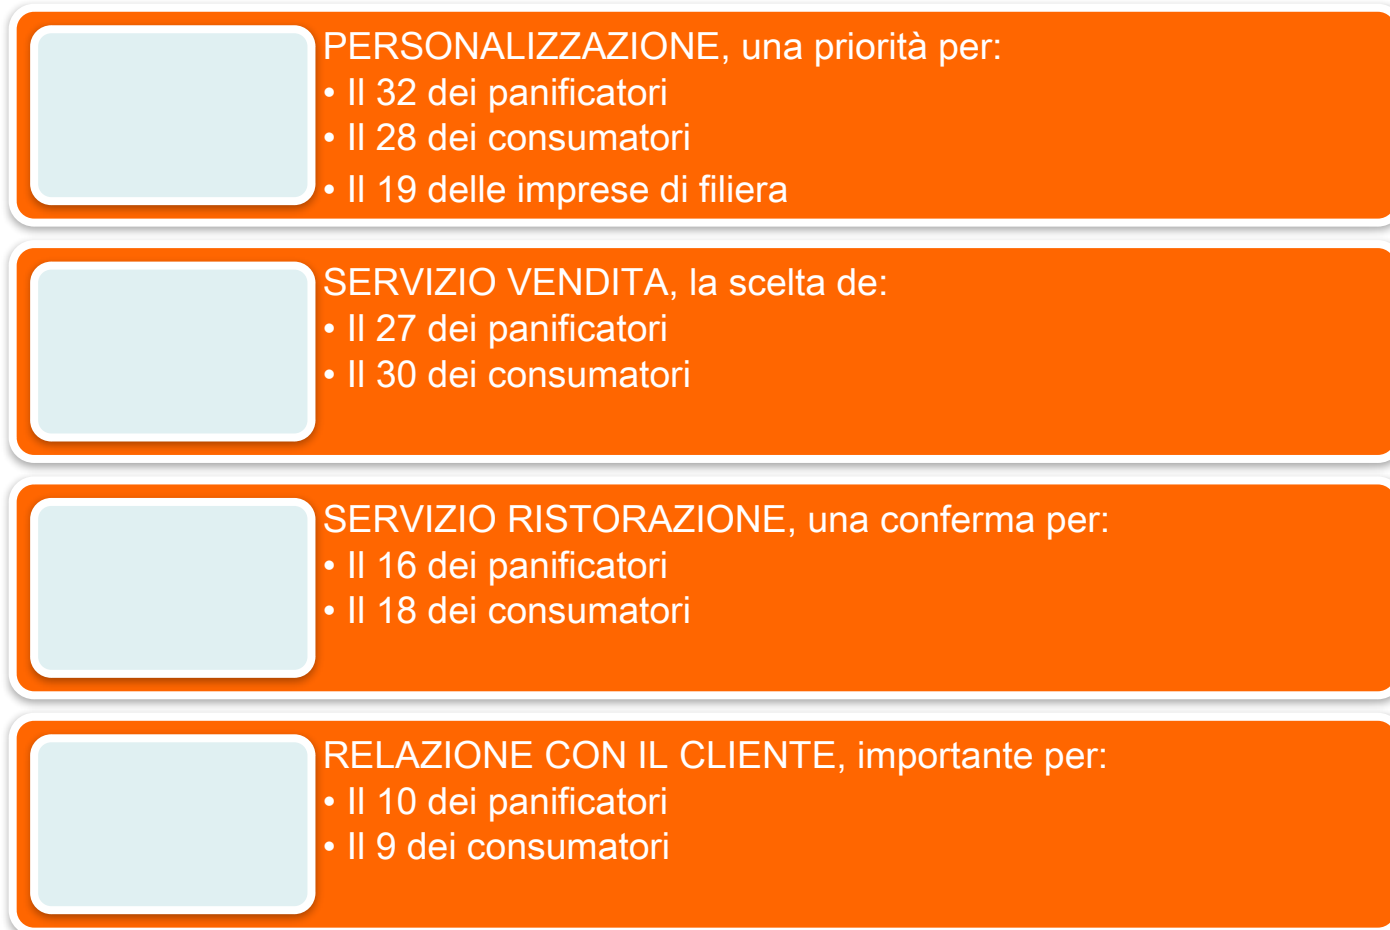 PERSONALIZZAZIONE, una priorità per:
• Il 32 dei panificatori
• Il 28 dei consumatori
• Il 19 delle imprese di filiera
SERVIZIO VENDITA, la scelta de:
• Il 27 dei panificatori
• Il 30 dei consumatori
SERVIZIO RISTORAZIONE, una conferma per:
• Il 16 dei panificatori
• Il 18 dei consumatori
RELAZIONE CON IL CLIENTE, importante per:
• Il 10 dei panificatori
• Il 9 dei consumatori